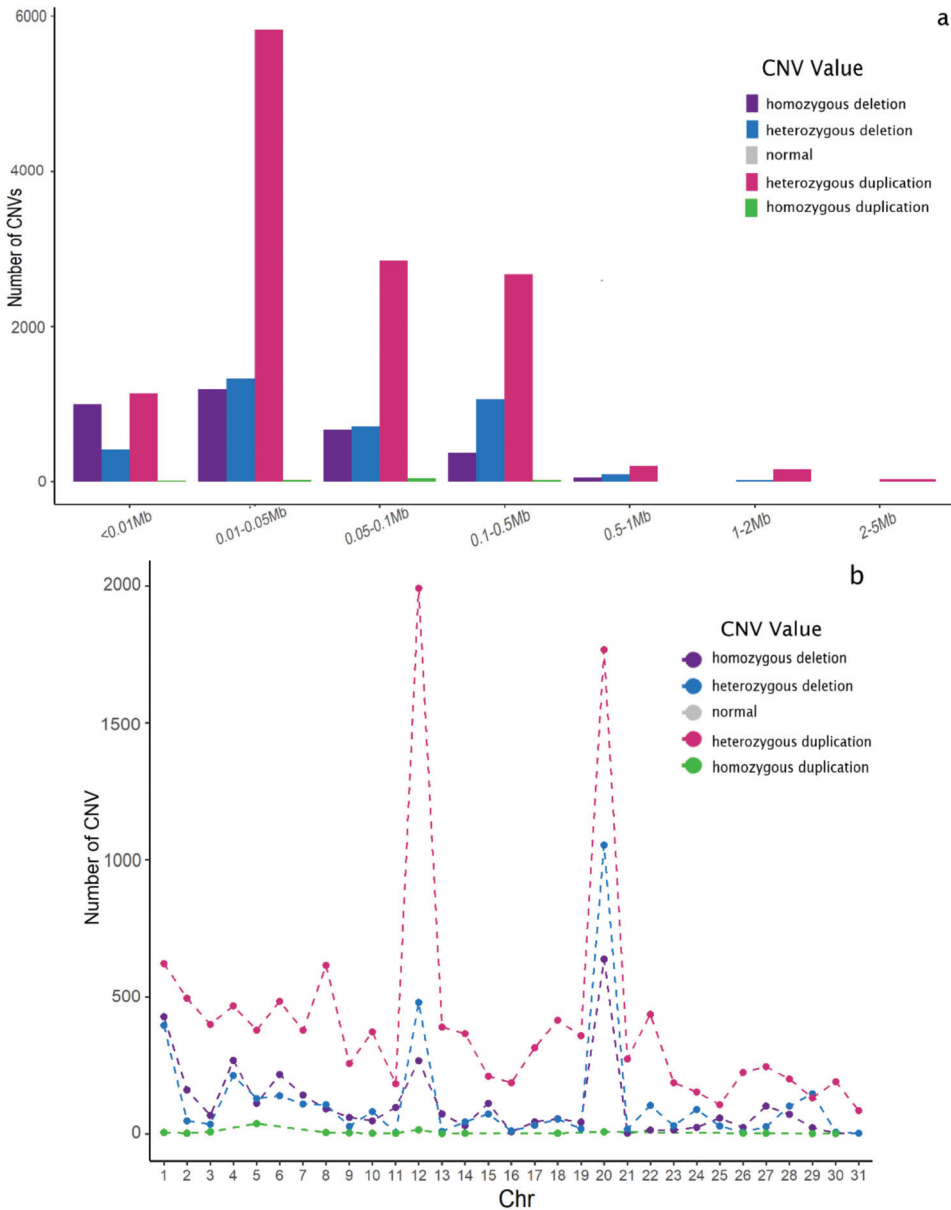 a
6000
4000
2000
0
Number of CNVs
CNV Value
homozygous deletion
heterozygous deletion
normal
heterozygous duplication
homozygous duplication
<0.01Mb 0.01-0.05Mb 0.05-0.1Mb 0.1-0.5Mb 0.5-1Mb 1-2Mb 2-5Mb
b
2000
1500
1000
500
0
Number of CNV
CNV Value
homozygous deletion
heterozygous deletion
normal
heterozygous duplication
homozygous duplication
1 2 3 4 5 6 7 8 9 10 11 12 13 14 15 16 17 18 19 20 21 22 23 24 25 26 27 28 29 30 31
Chr